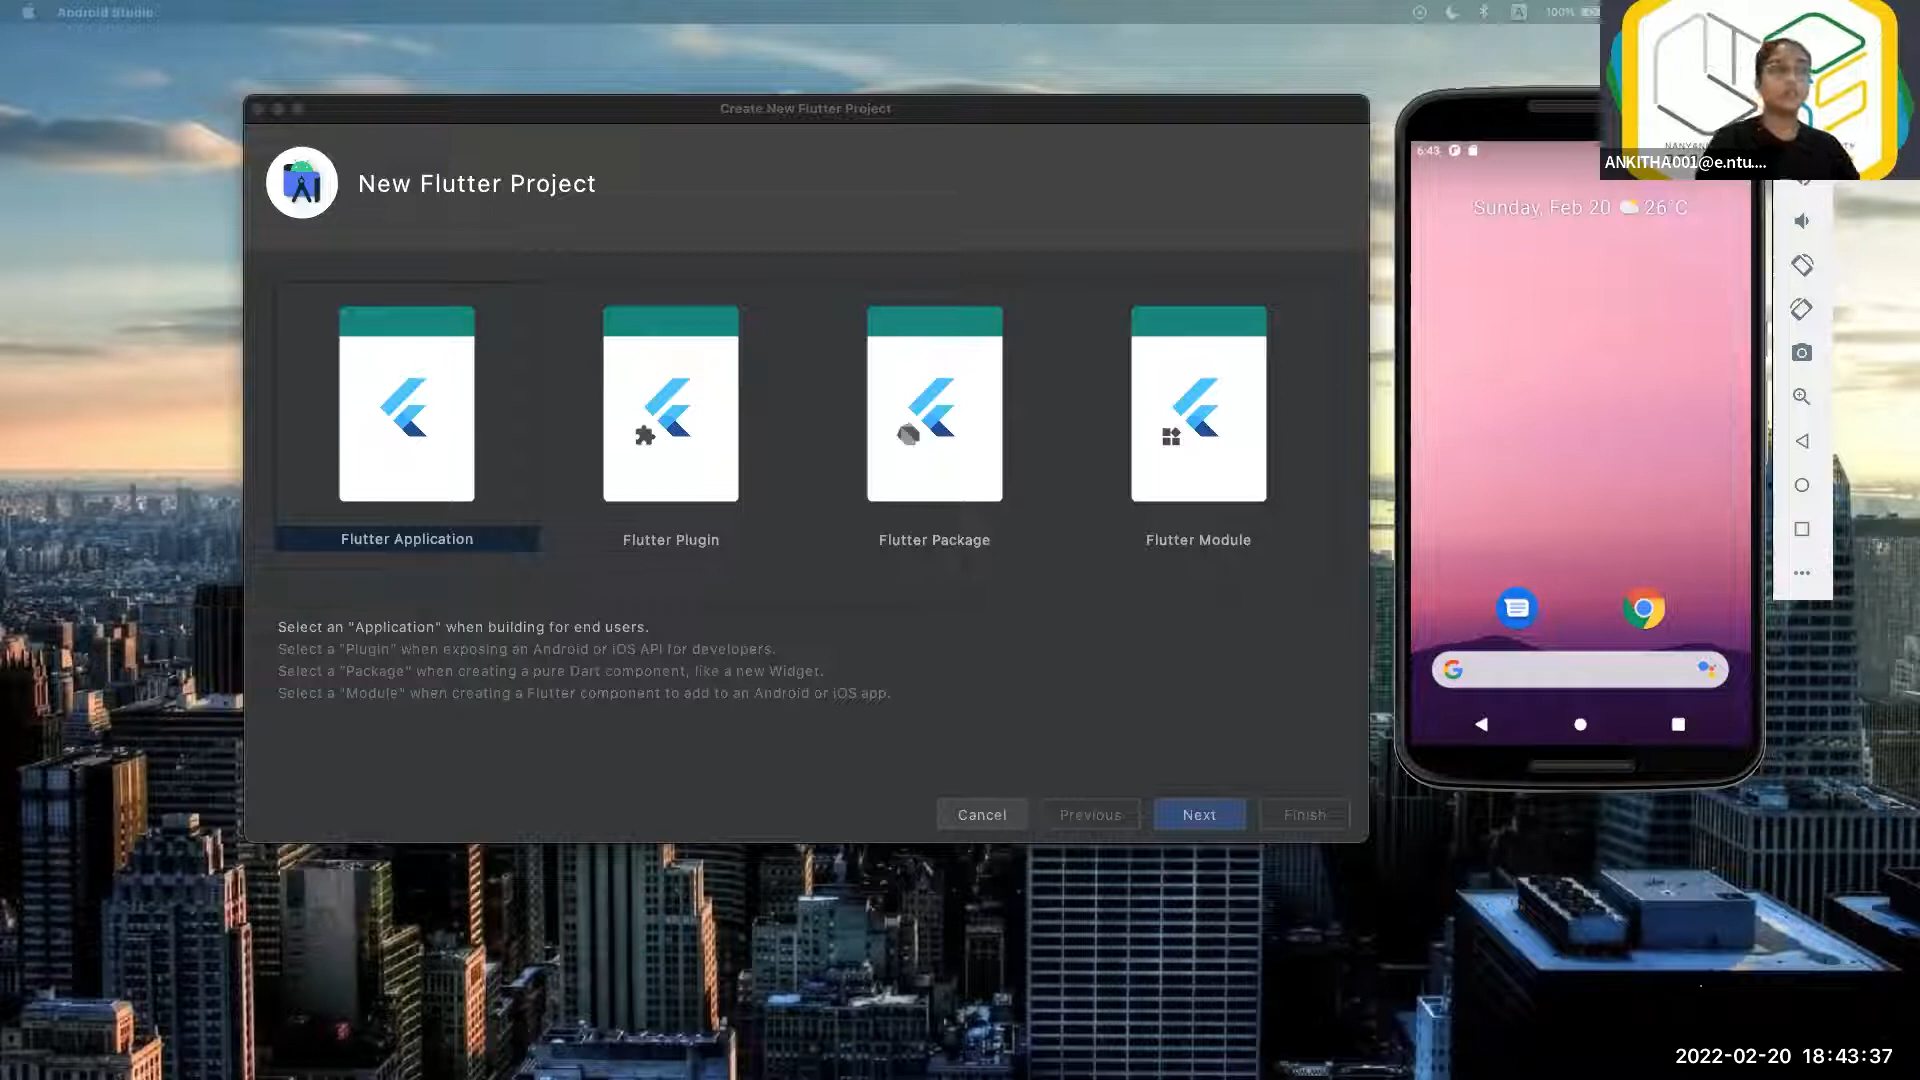 Android Studio
100%
Create New Flutter Project
New Flutter Project
Flutter Application
Flutter Plugin
Flutter Package
Flutter Module
Select an "Application" when building for end users.
Select a "Plugin" when exposing an Android or iOS API for developers.
Select a "Package" when creating a pure Dart component, like a new Widget.
Select a "Module" when creating a Flutter component to add to an Android or iOS app.
Cancel
Previous
Next
Finish
6:43
Sunday, Feb 20 26°C
ANKITHA001@e.ntu....
2022-02-20 18:43:37